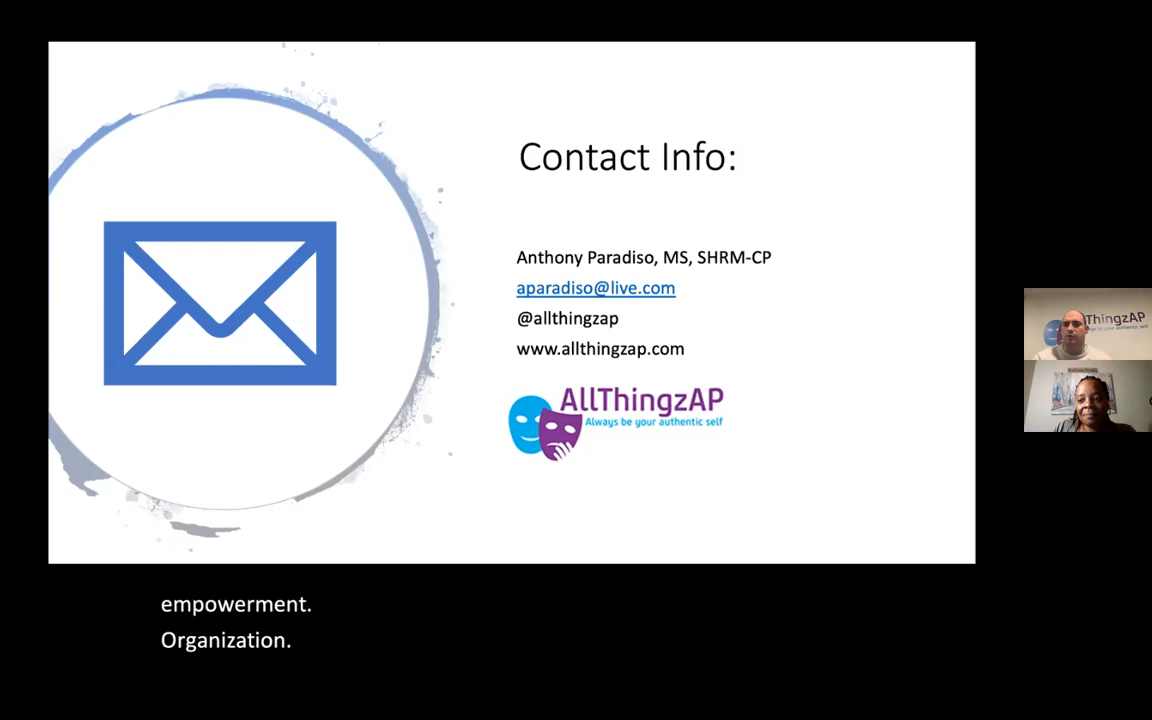 Contact Info:
Anthony Paradiso, MS, SHRM-CP
aparadiso@live.com
@allthingzap
www.allthingzap.com
AllThingzAP
Always be your authentic self
ThingzAP
empowerment.
Organization.